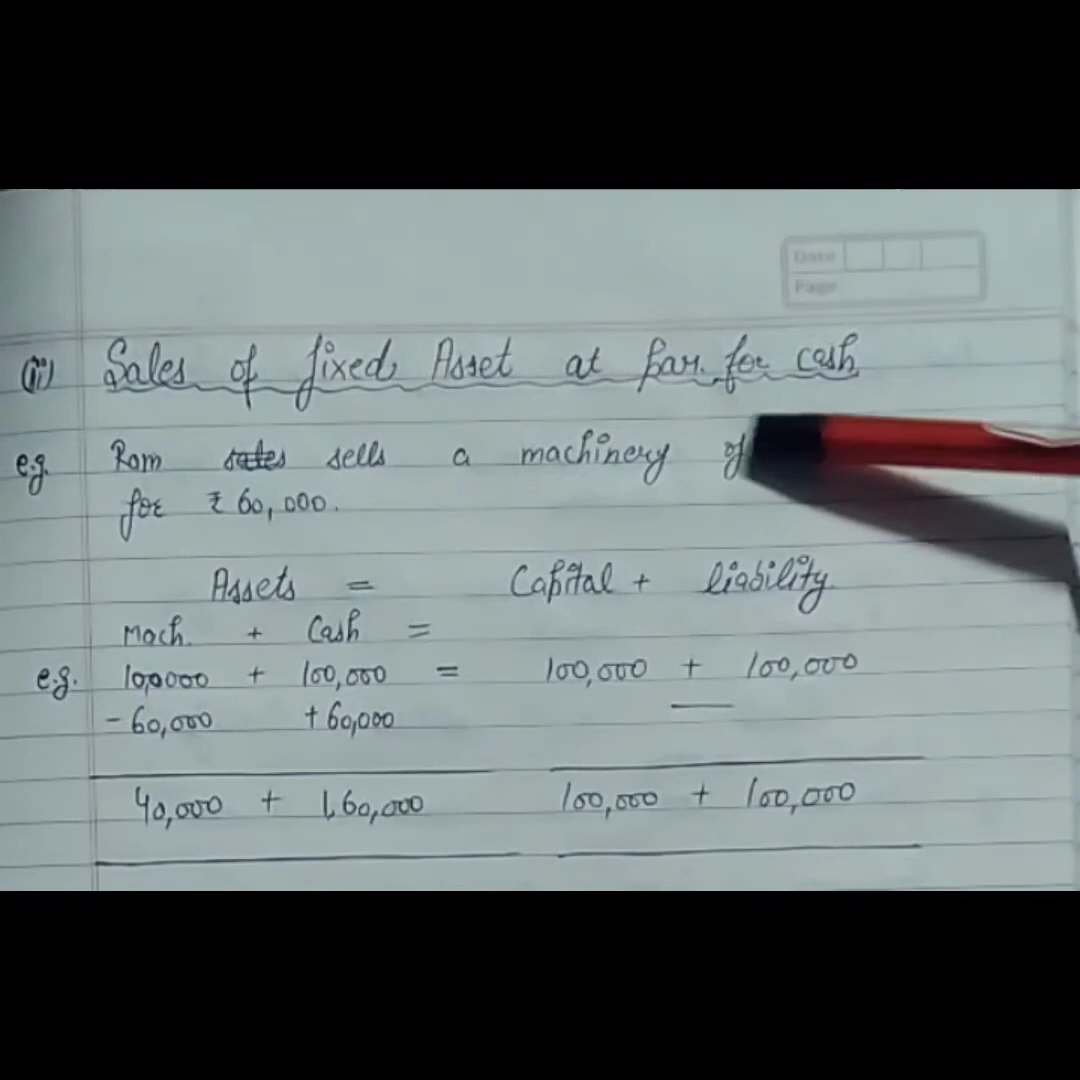 Date
Page
(ii) Sales of fixed Asset at par. for cash
e.g. Ram sells a machinery of
for ₹ 60,000.
Assets = Capital + liability
Mach. + Cash =
e.g. 100000 + 100,000 = 100,000 + 100,000
- 60,000 + 60,000 —
40,000 + 1,60,000 100,000 + 100,000